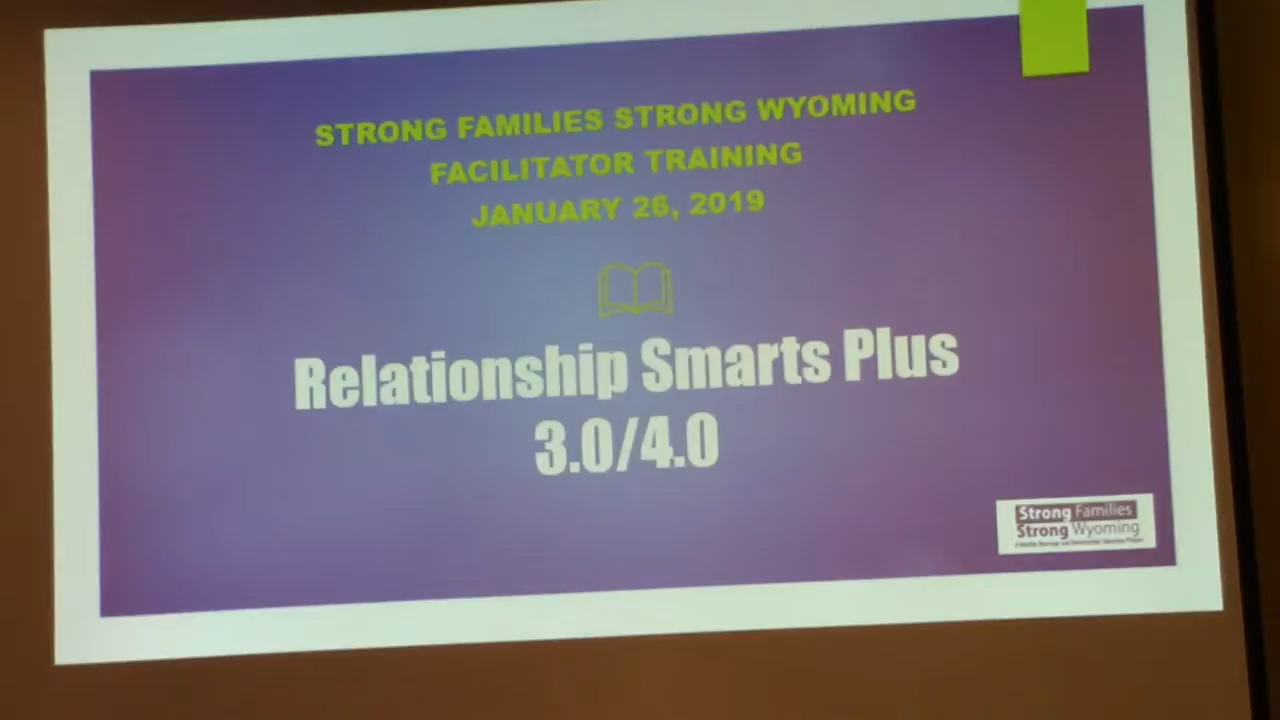 STRONG FAMILIES STRONG WYOMING
FACILITATOR TRAINING
JANUARY 26, 2019
Relationship Smarts Plus
3.0/4.0
Strong Families
Strong Wyoming